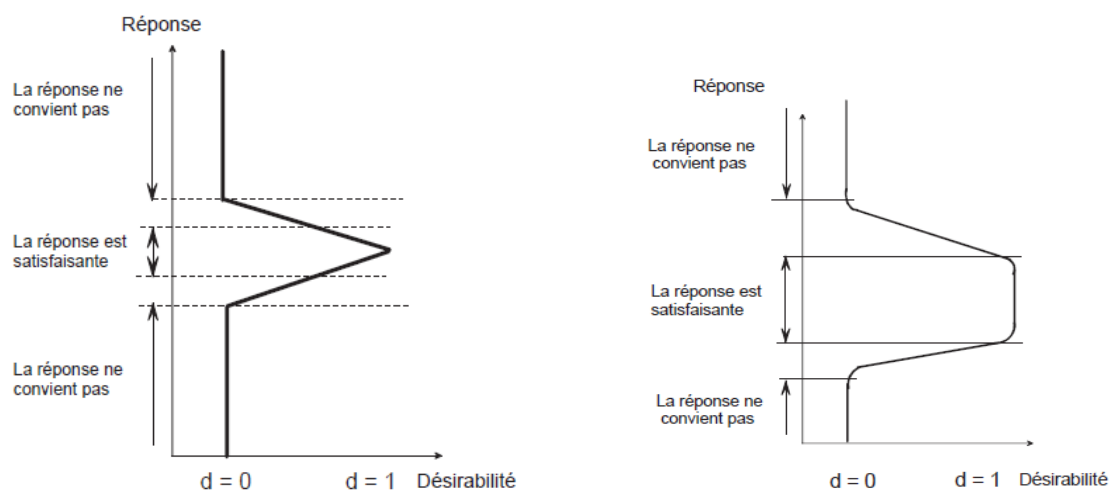 Réponse
La réponse ne
convient pas
La réponse est
satisfaisante
La réponse ne
convient pas
d = 0
d = 1
Désirabilité
Réponse
La réponse ne
convient pas
La réponse est
satisfaisante
La réponse ne
convient pas
d = 0
d = 1
Désirabilité